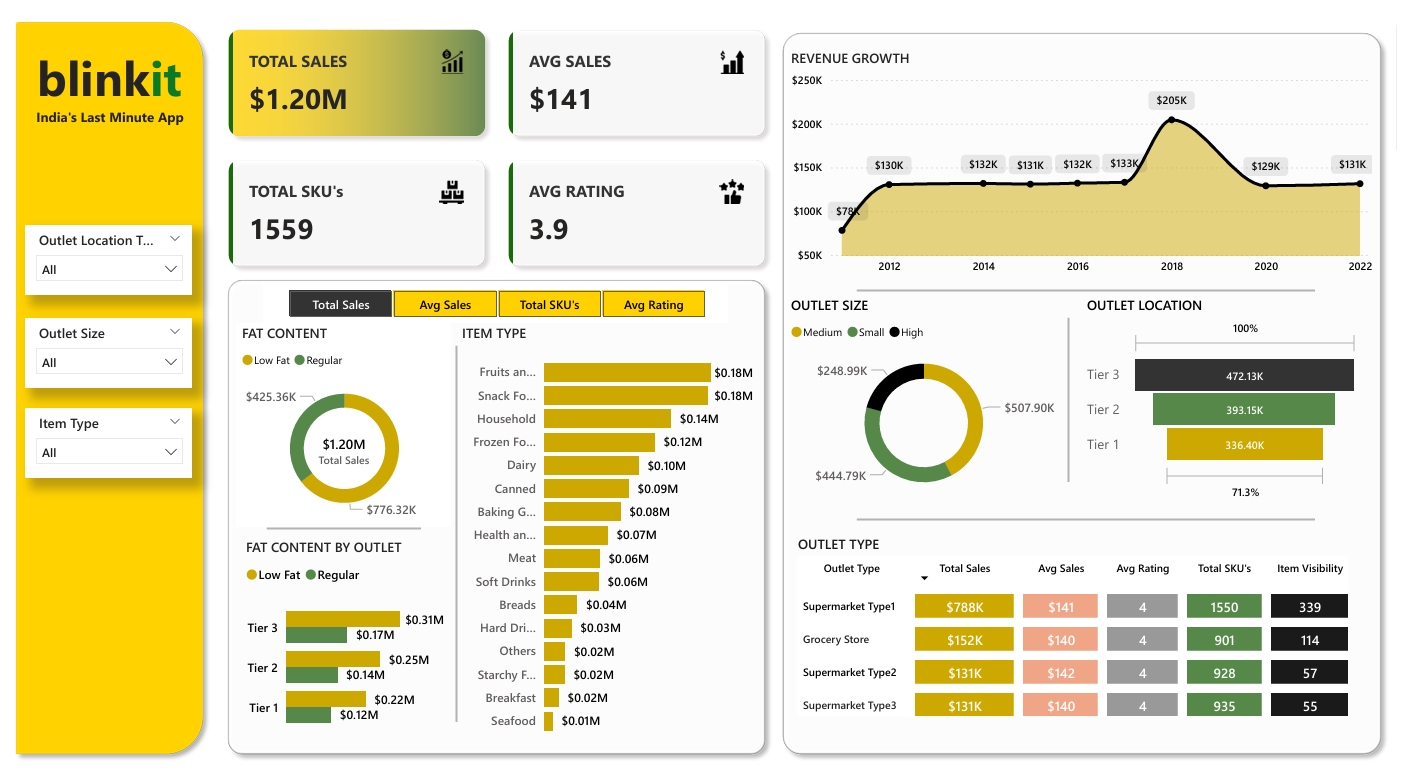 blinkit
India's Last Minute App
Outlet Location T...
All
Outlet Size
All
Item Type
All
TOTAL SALES
$1.20M
AVG SALES
$141
TOTAL SKU's
1559
AVG RATING
3.9
Total Sales
Avg Sales
Total SKU's
Avg Rating
FAT CONTENT
Low Fat Regular
$425.36K
$1.20M
Total Sales
$776.32K
FAT CONTENT BY OUTLET
Low Fat Regular
Tier 3 $0.31M
$0.17M
Tier 2 $0.25M
$0.14M
Tier 1 $0.22M
$0.12M
ITEM TYPE
Fruits an... $0.18M
Snack Fo... $0.18M
Household $0.14M
Frozen Fo... $0.12M
Dairy $0.10M
Canned $0.09M
Baking G... $0.08M
Health an... $0.07M
Meat $0.06M
Soft Drinks $0.06M
Breads $0.04M
Hard Dri... $0.03M
Others $0.02M
Starchy F... $0.02M
Breakfast $0.02M
Seafood $0.01M
REVENUE GROWTH
$250K
$200K
$150K
$100K
$50K
$78K $130K $132K $131K $132K $133K $205K $129K $131K
2012 2014 2016 2018 2020 2022
OUTLET SIZE
Medium Small High
$248.99K
$507.90K
$444.79K
OUTLET LOCATION
100%
Tier 3 472.13K
Tier 2 393.15K
Tier 1 336.40K
71.3%
OUTLET TYPE
Outlet Type Total Sales Avg Sales Avg Rating Total SKU's Item Visibility
Supermarket Type1 $788K $141 4 1550 339
Grocery Store $152K $140 4 901 114
Supermarket Type2 $131K $142 4 928 57
Supermarket Type3 $131K $140 4 935 55